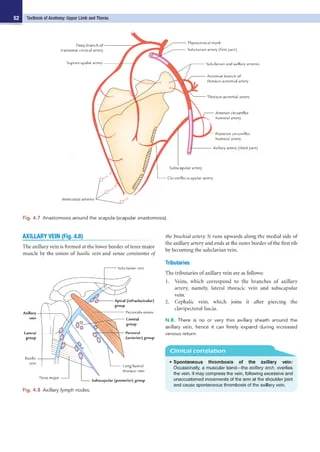 52 Textbook of Anatomy: Upper Limb and Thorax
Deep branch of
transverse cervical artery
Suprascapular artery
Thyrocervical trunk
Subclavian artery (first part)
Subclavian and axillary arteries
Acromial branch of
thoraco-acromial artery
Thoraco-acromial artery
Anterior circumflex
humeral artery
Posterior circumflex
humeral artery
Axillary artery (third part)
Subscapular artery
Circumflex scapular artery
Intercostal arteries
Fig. 4.7 Anastomosis around the scapula (scapular anastomosis).
AXILLARY VEIN (Fig. 4.8)
The axillary vein is formed at the lower border of teres major
muscle by the union of basilic vein and venae comitantes of
Subclavian vein
Apical (infraclavicular)
group
Pectoralis minor
Central
group
Pectoral
(anterior) group
Axillary
vein
Lateral
group
Basilic
vein
Long lateral
thoracic vein
Teres major
Subscapular (posterior) group
Fig. 4.8 Axillary lymph nodes.
the brachial artery. It runs upwards along the medial side of
the axillary artery and ends at the outer border of the first rib
by becoming the subclavian vein.
Tributaries
The tributaries of axillary vein are as follows:
1. Veins, which correspond to the branches of axillary
artery, namely, lateral thoracic vein and subscapular
vein.
2. Cephalic vein, which joins it after piercing the
clavipectoral fascia.
N.B. There is no or very thin axillary sheath around the
axillary vein, hence it can freely expand during increased
venous return.
Clinical correlation
• Spontaneous thrombosis of the axillary vein:
Occasionally, a muscular band—the axillary arch, overlies
the vein. It may compress the vein, following excessive and
unaccustomed movements of the arm at the shoulder joint
and cause spontaneous thrombosis of the axillary vein.